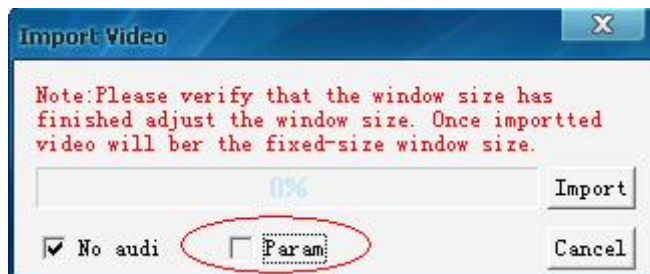 Import Video
Note:Please verify that the window size has
finished adjust the window size. Once importted
video will ber the fixed-size window size.
0%
Import
No audi
Param
Cancel